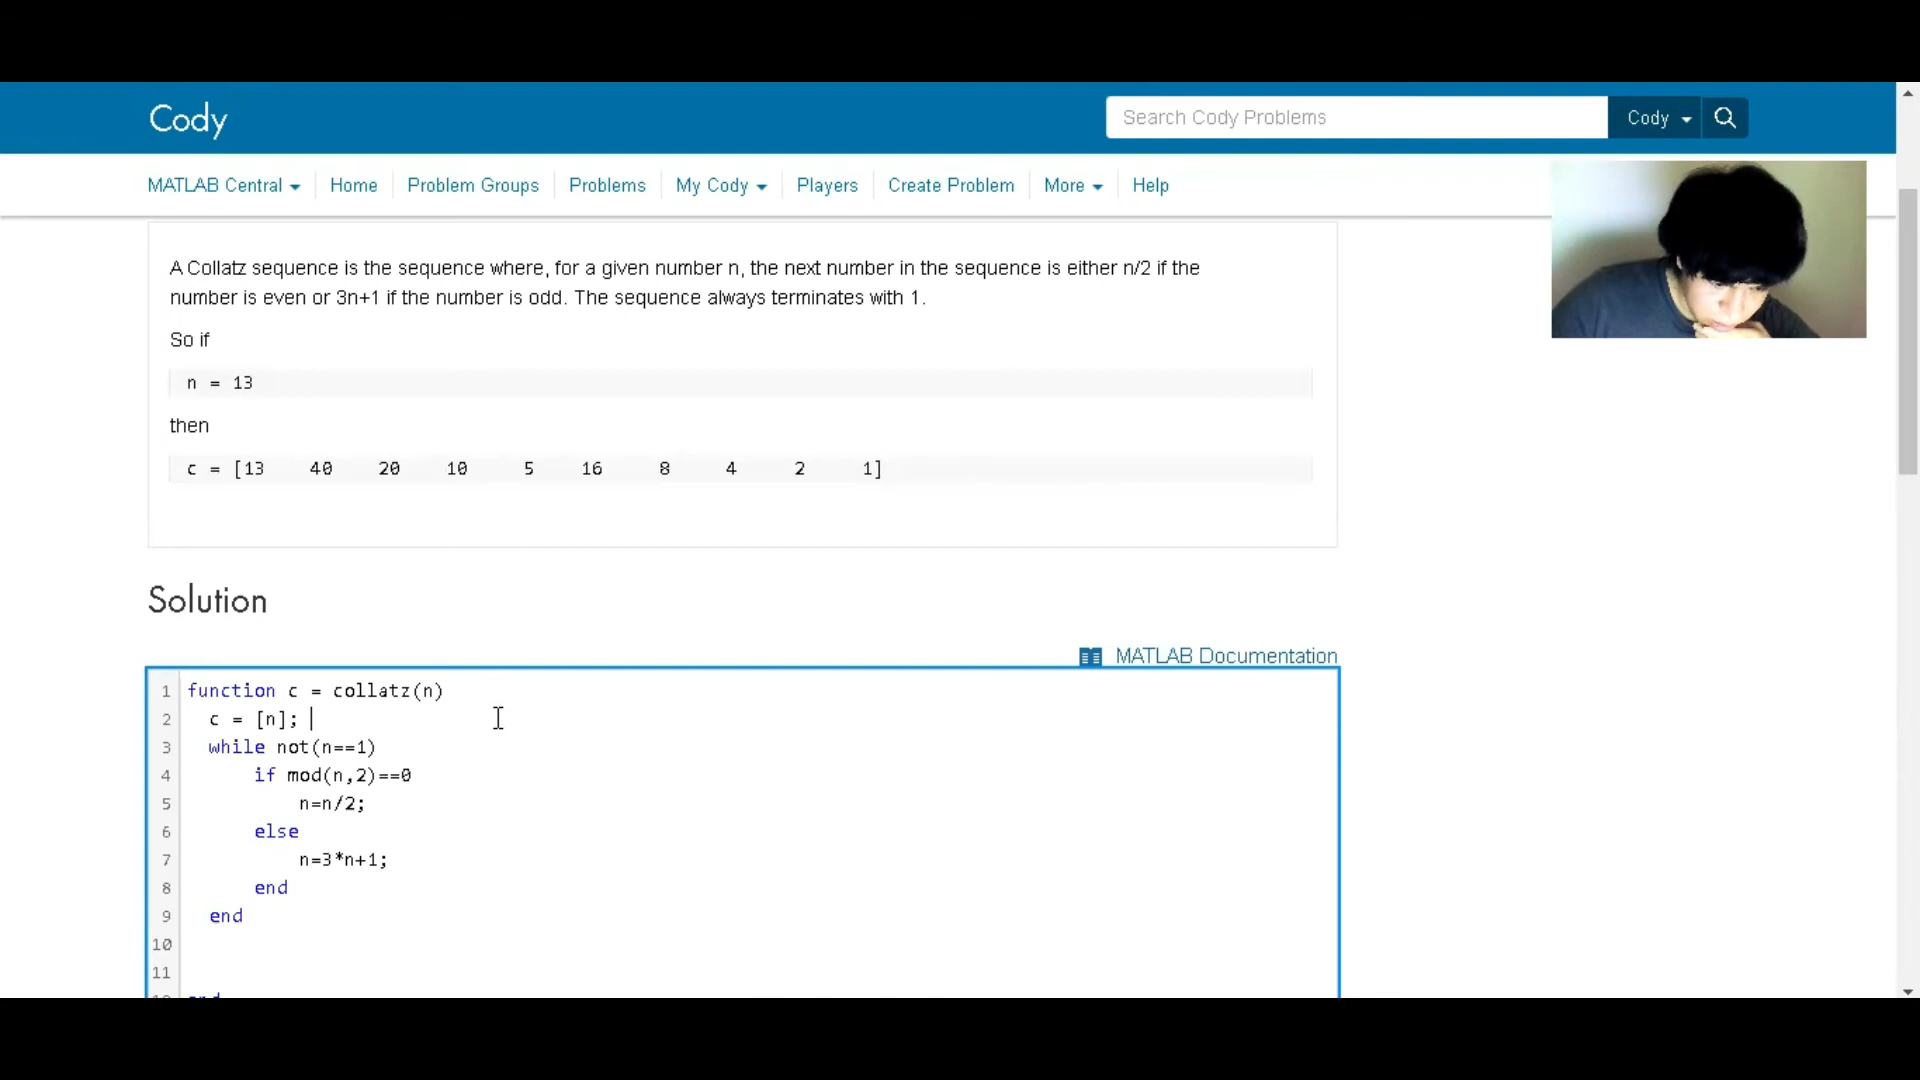 Cody
Search Cody Problems
Cody
MATLAB Central
Home
Problem Groups
Problems
My Cody
Players
Create Problem
More
Help
A Collatz sequence is the sequence where, for a given number n, the next number in the sequence is either n/2 if the
number is even or 3n+1 if the number is odd. The sequence always terminates with 1.
So if
n = 13
then
c = [13 40 20 10 5 16 8 4 2 1]
Solution
MATLAB Documentation
1 function c = collatz(n)
2 c = [n];
3 while not(n==1)
4 if mod(n,2)==0
5 n=n/2;
6 else
7 n=3*n+1;
8 end
9 end
10
11